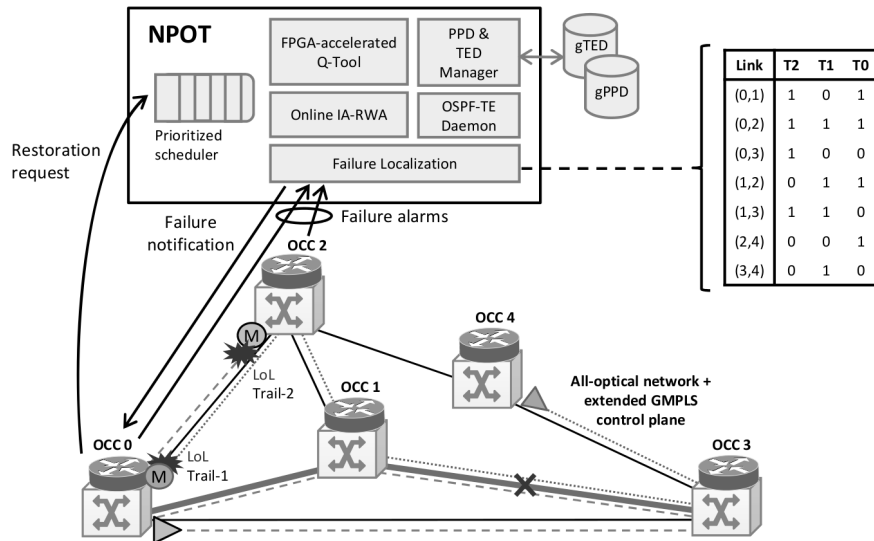 NPOT
FPGA-accelerated
Q-Tool
PPD &
TED
Manager
gTED
gPPD
Prioritized
scheduler
Online IA-RWA
OSPF-TE
Daemon
Failure Localization
Restoration
request
Failure
notification
Failure alarms
Link T2 T1 T0
(0,1) 1 0 1
(0,2) 1 1 1
(0,3) 1 0 0
(1,2) 0 1 1
(1,3) 1 1 0
(2,4) 0 0 1
(3,4) 0 1 0
OCC 2
M
LoL
Trail-2
OCC 4
OCC 1
All-optical network +
extended GMPLS
control plane
OCC 0
LoL
Trail-1
M
OCC 3